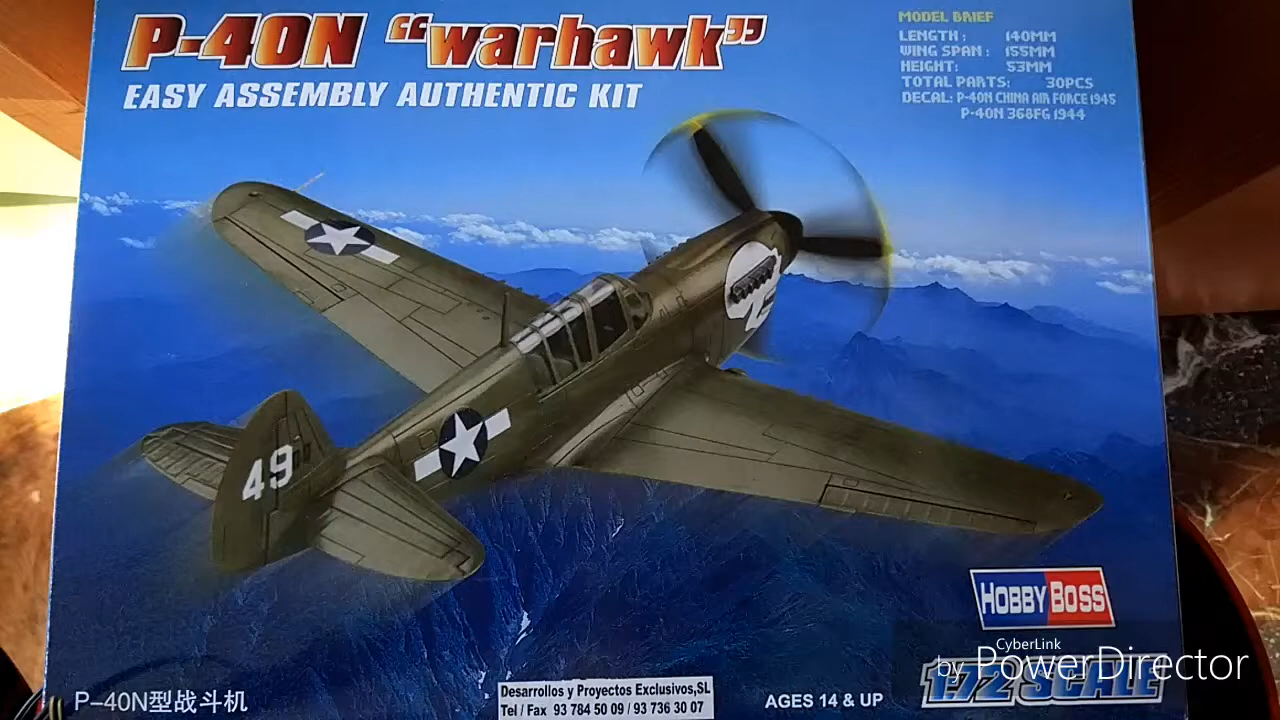 P-40N "warhawk"
EASY ASSEMBLY AUTHENTIC KIT
MODEL BRIEF
LENGTH: 140MM
WING SPAN: 155MM
HEIGHT: 53MM
TOTAL PARTS: 30PCS
DECAL: P-40N CHINA AIR FORCE 1945
P-40N 368FG 1944
49
HOBBY BOSS
CyberLink
by PowerDirector
1:72 SCALE
P-40N型战斗机
Desarrollos y Proyectos Exclusivos,SL
Tel / Fax 93 784 50 09 / 93 736 30 07
AGES 14 & UP